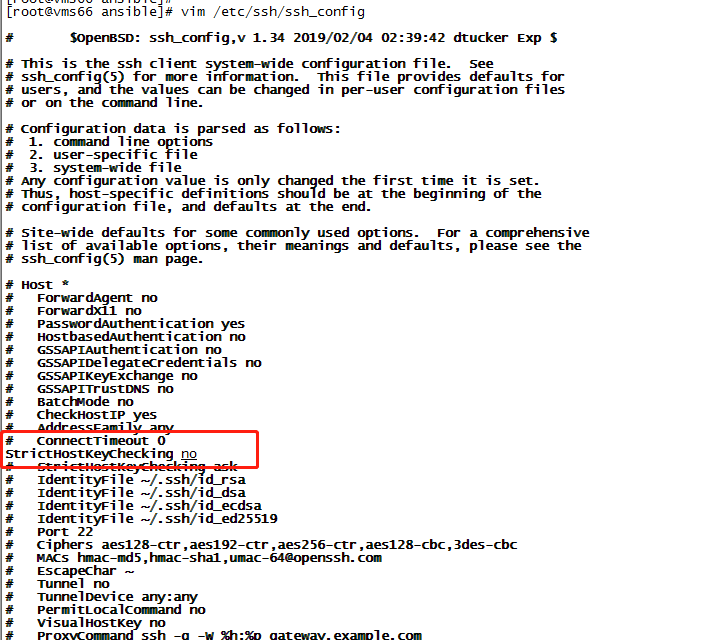 [root@vms66 ansible]#
[root@vms66 ansible]# vim /etc/ssh/ssh_config
#       $OpenBSD: ssh_config,v 1.34 2019/02/04 02:39:42 dtucker Exp $
# This is the ssh client system-wide configuration file.  See
# ssh_config(5) for more information.  This file provides defaults for
# users, and the values can be changed in per-user configuration files
# or on the command line.
# Configuration data is parsed as follows:
#  1. command line options
#  2. user-specific file
#  3. system-wide file
# Any configuration value is only changed the first time it is set.
# Thus, host-specific definitions should be at the beginning of the
# configuration file, and defaults at the end.
# Site-wide defaults for some commonly used options.  For a comprehensive
# list of available options, their meanings and defaults, please see the
# ssh_config(5) man page.
# Host *
#   ForwardAgent no
#   ForwardX11 no
#   PasswordAuthentication yes
#   HostbasedAuthentication no
#   GSSAPIAuthentication no
#   GSSAPIDelegateCredentials no
#   GSSAPIKeyExchange no
#   GSSAPITrustDNS no
#   BatchMode no
#   CheckHostIP yes
#   AddressFamily any
#   ConnectTimeout 0
StrictHostKeyChecking no
#   StrictHostKeyChecking ask
#   IdentityFile ~/.ssh/id_rsa
#   IdentityFile ~/.ssh/id_dsa
#   IdentityFile ~/.ssh/id_ecdsa
#   IdentityFile ~/.ssh/id_ed25519
#   Port 22
#   Ciphers aes128-ctr,aes192-ctr,aes256-ctr,aes128-cbc,3des-cbc
#   MACs hmac-md5,hmac-sha1,umac-64@openssh.com
#   EscapeChar ~
#   Tunnel no
#   TunnelDevice any:any
#   PermitLocalCommand no
#   VisualHostKey no
#   ProxyCommand ssh -q -W %h:%p gateway.example.com